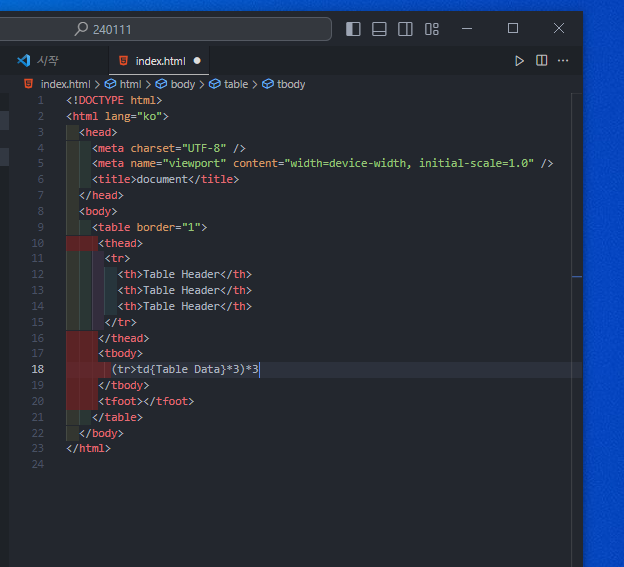 240111
시작
index.html
index.html > html > body > table > tbody
1 <!DOCTYPE html>
2 <html lang="ko">
3 <head>
4 <meta charset="UTF-8" />
5 <meta name="viewport" content="width=device-width, initial-scale=1.0" />
6 <title>document</title>
7 </head>
8 <body>
9 <table border="1">
10 <thead>
11 <tr>
12 <th>Table Header</th>
13 <th>Table Header</th>
14 <th>Table Header</th>
15 </tr>
16 </thead>
17 <tbody>
18 (tr>td{Table Data}*3)*3
19 </tbody>
20 <tfoot></tfoot>
21 </table>
22 </body>
23 </html>
24